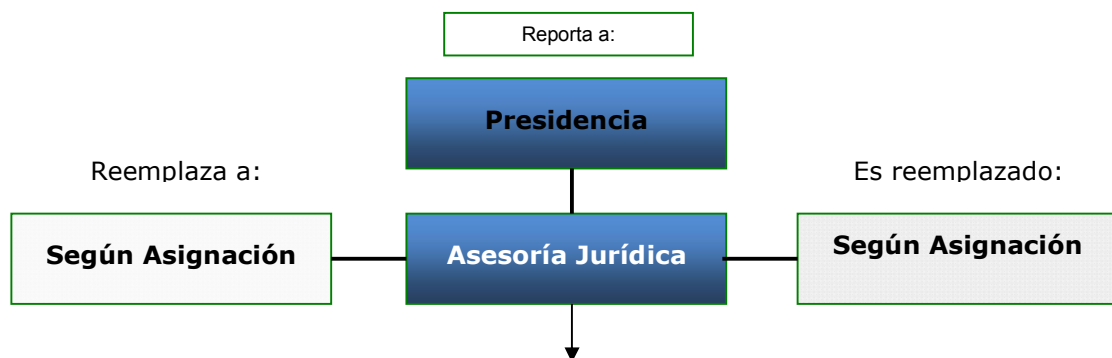 Reporta a:
Presidencia
Reemplaza a:
Es reemplazado:
Según Asignación
Asesoría Jurídica
Según Asignación